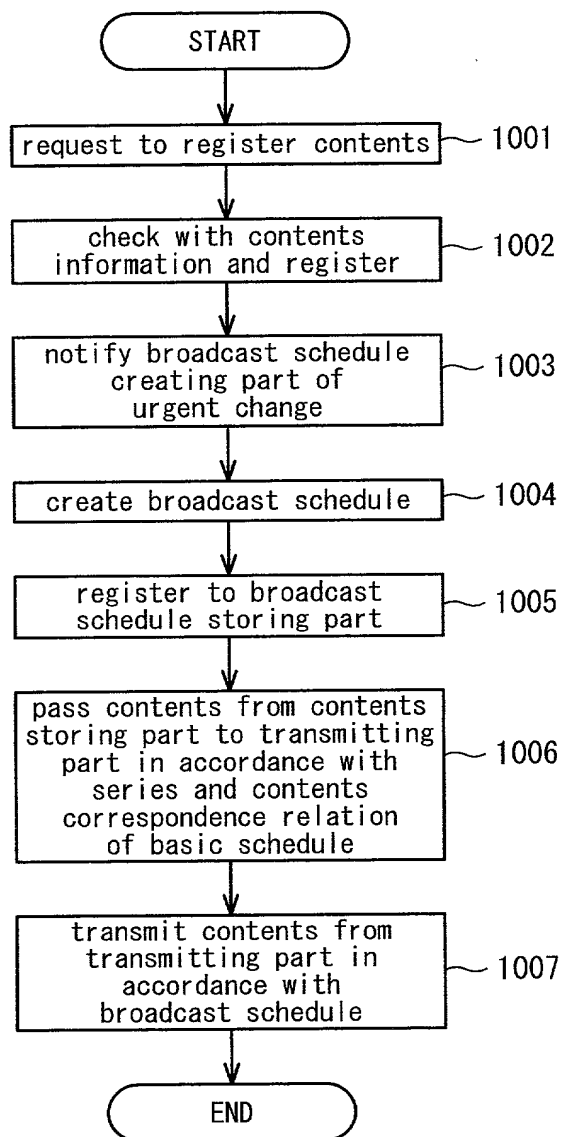 START
request to register contents
1001
check with contents
information and register
1002
notify broadcast schedule
creating part of
urgent change
1003
create broadcast schedule
1004
register to broadcast
schedule storing part
1005
pass contents from contents
storing part to transmitting
part in accordance with
series and contents
correspondence relation
of basic schedule
1006
transmit contents from
transmitting part in
accordance with
broadcast schedule
1007
END